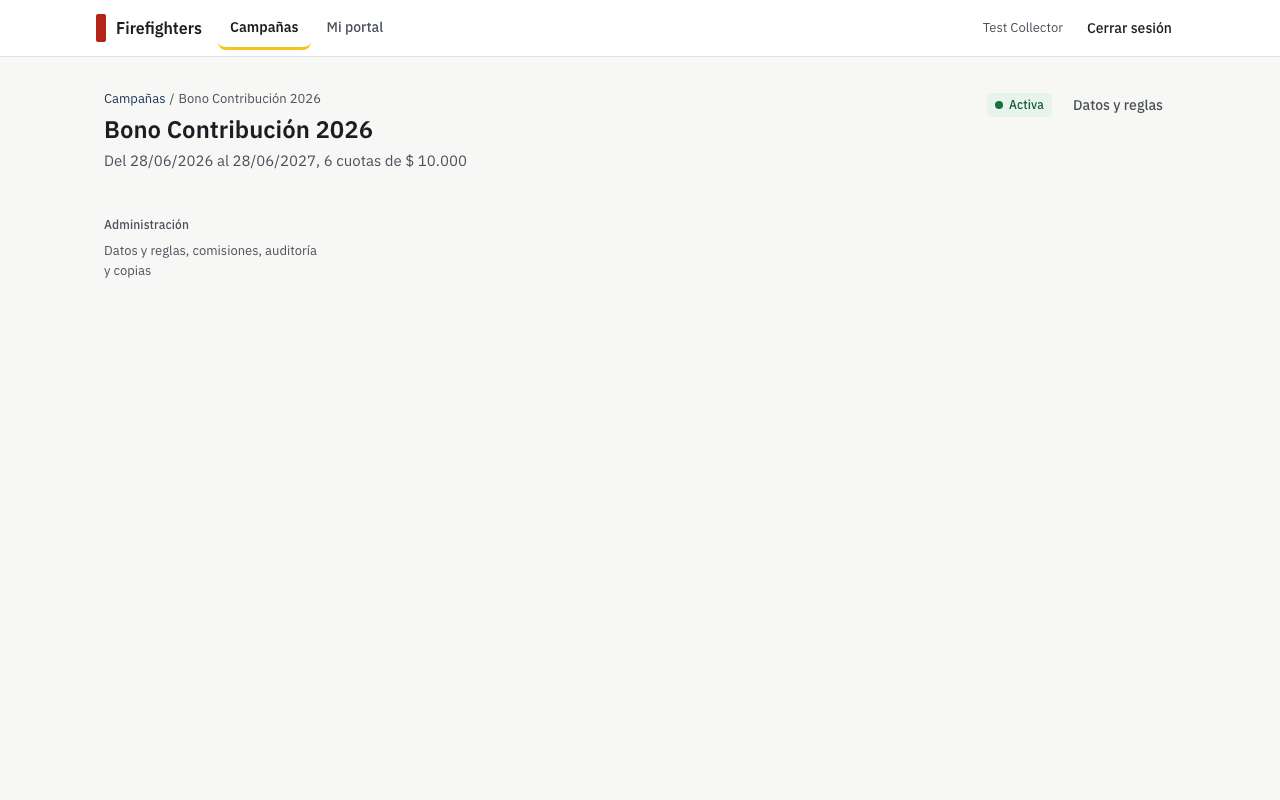 Firefighters
Campañas
Mi portal
Test Collector
Cerrar sesión
Campañas / Bono Contribución 2026
Activa
Datos y reglas
Bono Contribución 2026
Del 28/06/2026 al 28/06/2027, 6 cuotas de $ 10.000
Administración
Datos y reglas, comisiones, auditoría
y copias